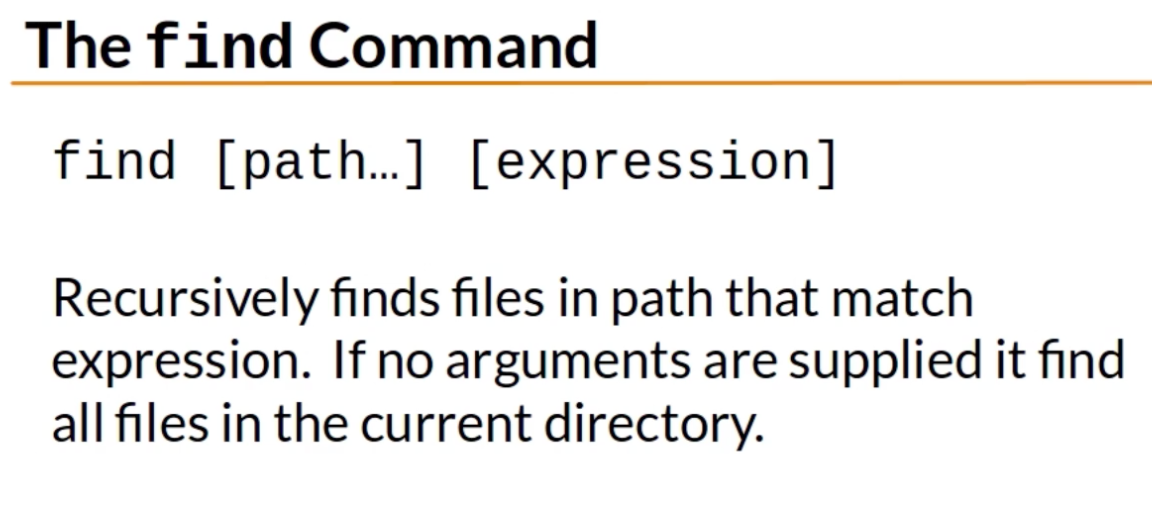 The find Command
find [path…] [expression]
Recursively finds files in path that match
expression. If no arguments are supplied it find
all files in the current directory.